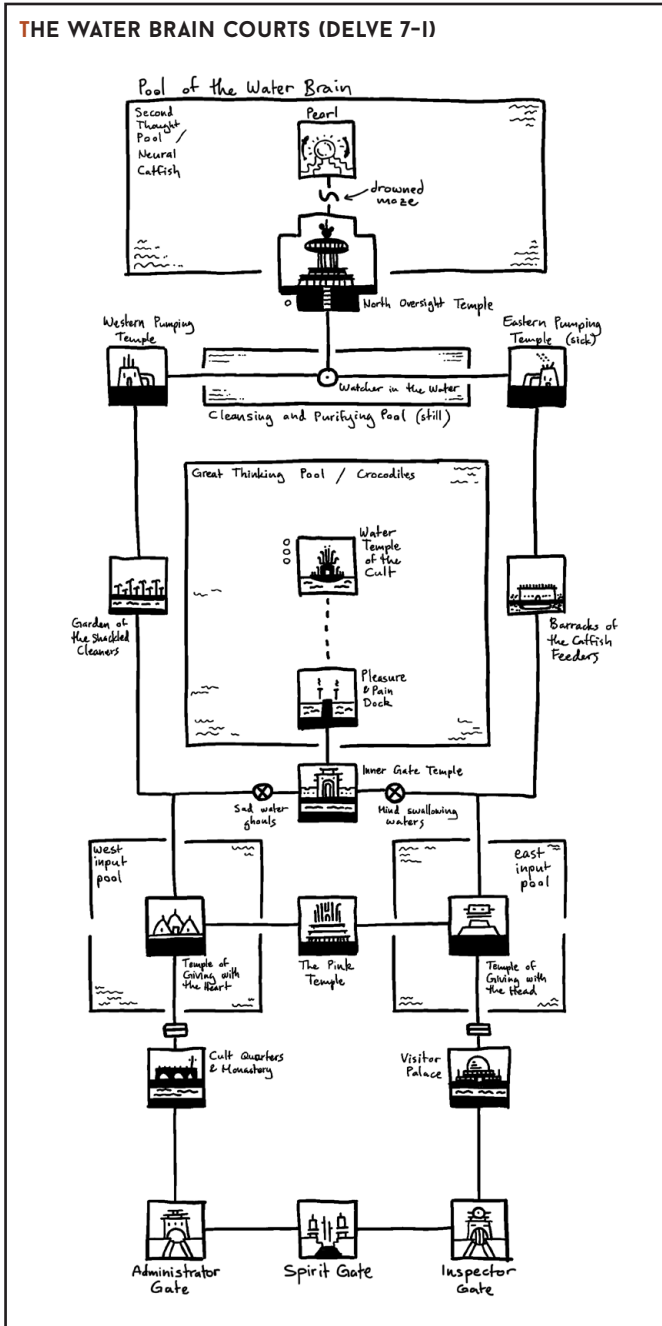 THE WATER BRAIN COURTS (DELVE 7-1)
Pool of the Water Brain
Second
Thought
Pool /
Neural
Catfish
Pearl
drowned
maze
North Oversight Temple
Western Pumping
Temple
Eastern Pumping
Temple (sick)
Watcher in the Water
Cleansing and Purifying Pool (still)
Great Thinking Pool / Crocodiles
Water
Temple
of the
Cult
Garden of
the Shackled
Cleaners
Barracks of
the Catfish
Feeders
Pleasure
& Pain
Dock
Inner Gate Temple
Sad water
ghouls
Mind swallowing
waters
west
input
pool
east
input
pool
Temple of
Giving with
the Heart
The Pink
Temple
Temple of
Giving with
the Head
Cult Quarters
& Monastery
Visitor
Palace
Administrator
Gate
Spirit Gate
Inspector
Gate